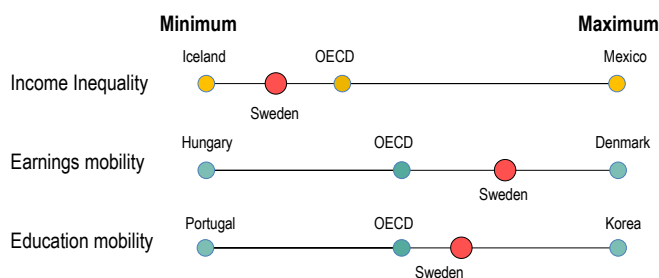 Minimum Maximum
Iceland OECD Mexico
Income Inequality
Sweden
Hungary OECD Denmark
Earnings mobility
Sweden
Portugal OECD Korea
Education mobility
Sweden